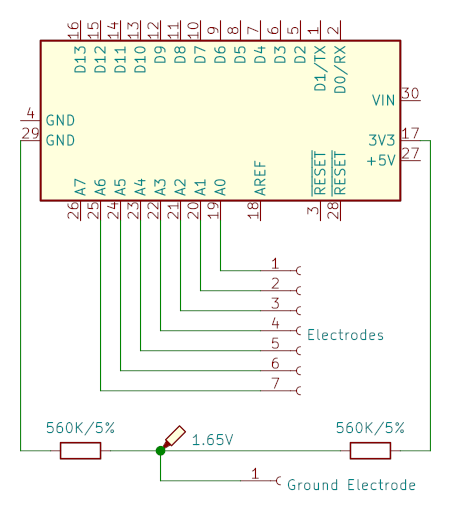 16 15 14 13 12 11 10 9 8 7 6 5 1 2
D13 D12 D11 D10 D9 D8 D7 D6 D5 D4 D3 D2 D1/TX D0/RX
VIN 30
4 GND
29 GND
3V3 17
+5V 27
A7 A6 A5 A4 A3 A2 A1 A0 AREF RESET RESET
26 25 24 23 22 21 20 19 18 3 28
1
2
3
4
Electrodes
5
6
7
560K/5%
560K/5%
1.65V
1
Ground Electrode